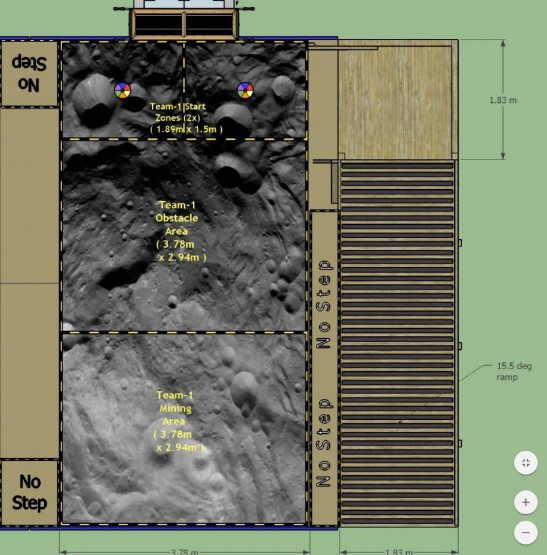 No
Step
Team-1 Start
Zones (2x)
( 1.89m x 1.5m )
1.83 m
Team-1
Obstacle
Area
( 3.78m
x 2.94m )
No Step
15.5 deg
ramp
Team-1
Mining
Area
( 3.78m
x 2.94m )
No Step
No
Step
3.78 m
1.83 m